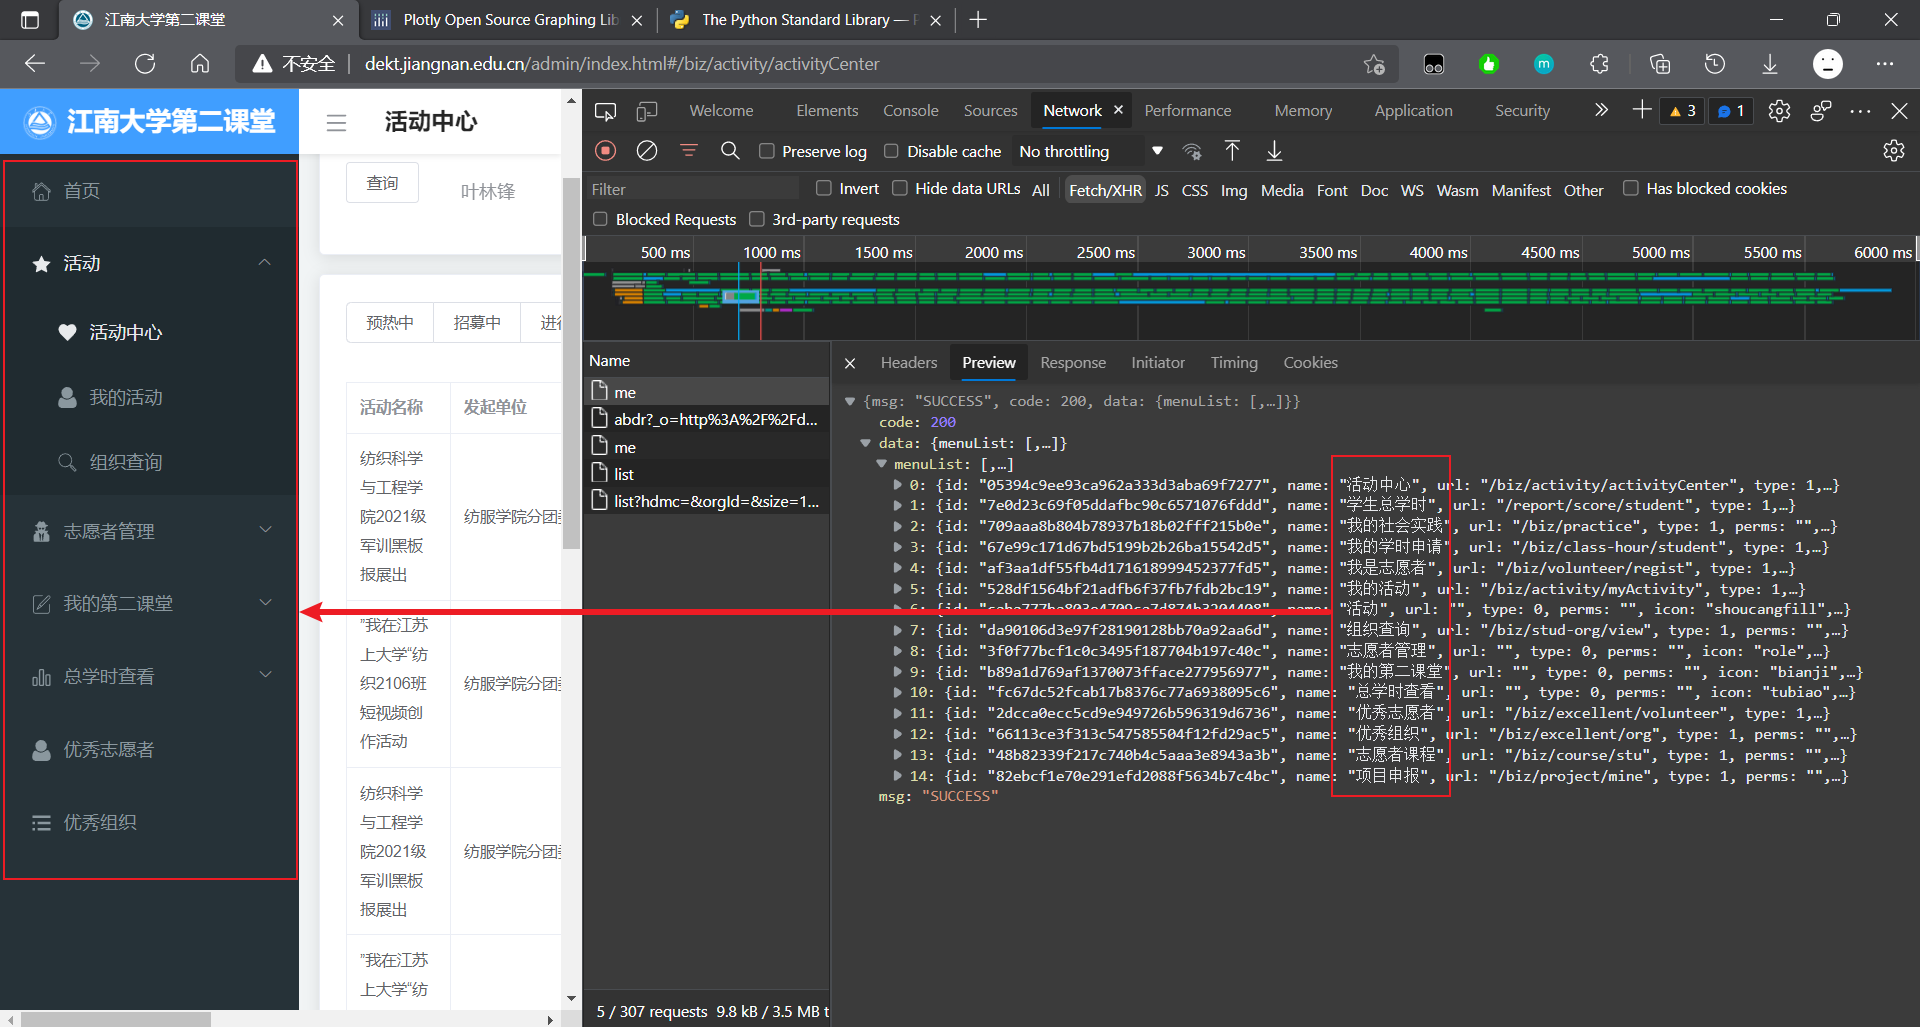 江南大学第二课堂
Plotly Open Source Graphing Lib
The Python Standard Library — P
不安全
dekt.jiangnan.edu.cn/admin/index.html#/biz/activity/activityCenter
江南大学第二课堂
首页
活动
活动中心
我的活动
组织查询
志愿者管理
我的第二课堂
总学时查看
优秀志愿者
优秀组织
活动中心
查询
叶林锋
预热中
招募中
进行
活动名称
发起单位
纺织科学
与工程学
院2021级
军训黑板
报展出
纺服学院分团委
”我在江苏
上大学“纺
织2106班
短视频创
作活动
纺服学院分团委
纺织科学
与工程学
院2021级
军训黑板
报展出
纺服学院分团委
”我在江苏
上大学“纺
Welcome Elements Console Sources Network Performance Memory Application Security 3 1
Preserve log Disable cache No throttling
Filter Invert Hide data URLs All Fetch/XHR JS CSS Img Media Font Doc WS Wasm Manifest Other Has blocked cookies
Blocked Requests 3rd-party requests
500 ms 1000 ms 1500 ms 2000 ms 2500 ms 3000 ms 3500 ms 4000 ms 4500 ms 5000 ms 5500 ms 6000 ms
Name
me
abdr?_o=http%3A%2F%2Fd...
me
list
list?hdmc=&orgId=&size=1...
5 / 307 requests 9.8 kB / 3.5 MB t
Headers Preview Response Initiator Timing Cookies
{msg: "SUCCESS", code: 200, data: {menuList: [,…]}}
code: 200
data: {menuList: [,…]}
menuList: [,…]
0: {id: "05394c9ee93ca962a333d3aba69f7277", name: "活动中心", url: "/biz/activity/activityCenter", type: 1,…}
1: {id: "7e0d23c69f05ddafbc90c6571076fddd", name: "学生总学时", url: "/report/score/student", type: 1,…}
2: {id: "709aaa8b804b78937b18b02fff215b0e", name: "我的社会实践", url: "/biz/practice", type: 1, perms: "",…}
3: {id: "67e99c171d67bd5199b2b26ba15542d5", name: "我的学时申请", url: "/biz/class-hour/student", type: 1,…}
4: {id: "af3aa1df55fb4d171618999452377fd5", name: "我是志愿者", url: "/biz/volunteer/regist", type: 1,…}
5: {id: "528df1564bf21adfb6f37fb7fdb2bc19", name: "我的活动", url: "/biz/activity/myActivity", type: 1,…}
6: {id: name: "活动", url: "", type: 0, perms: "", icon: "shoucangfill",…}
7: {id: "da90106d3e97f28190128bb70a92aa6d", name: "组织查询", url: "/biz/stud-org/view", type: 1, perms: "",…}
8: {id: "3f0f77bcf1c0c3495f187704b197c40c", name: "志愿者管理", url: "", type: 0, perms: "", icon: "role",…}
9: {id: "b89a1d769af1370073fface277956977", name: "我的第二课堂", url: "", type: 0, perms: "", icon: "bianji",…}
10: {id: "fc67dc52fcab17b8376c77a6938095c6", name: "总学时查看", url: "", type: 0, perms: "", icon: "tubiao",…}
11: {id: "2dcca0ecc5cd9e949726b596319d6736", name: "优秀志愿者", url: "/biz/excellent/volunteer", type: 1,…}
12: {id: "66113ce3f313c547585504f12fd29ac5", name: "优秀组织", url: "/biz/excellent/org", type: 1, perms: "",…}
13: {id: "48b82339f217c740b4c5aaa3e8943a3b", name: "志愿者课程", url: "/biz/course/stu", type: 1, perms: "",…}
14: {id: "82ebcf1e70e291efd2088f5634b7c4bc", name: "项目申报", url: "/biz/project/mine", type: 1, perms: "",…}
msg: "SUCCESS"